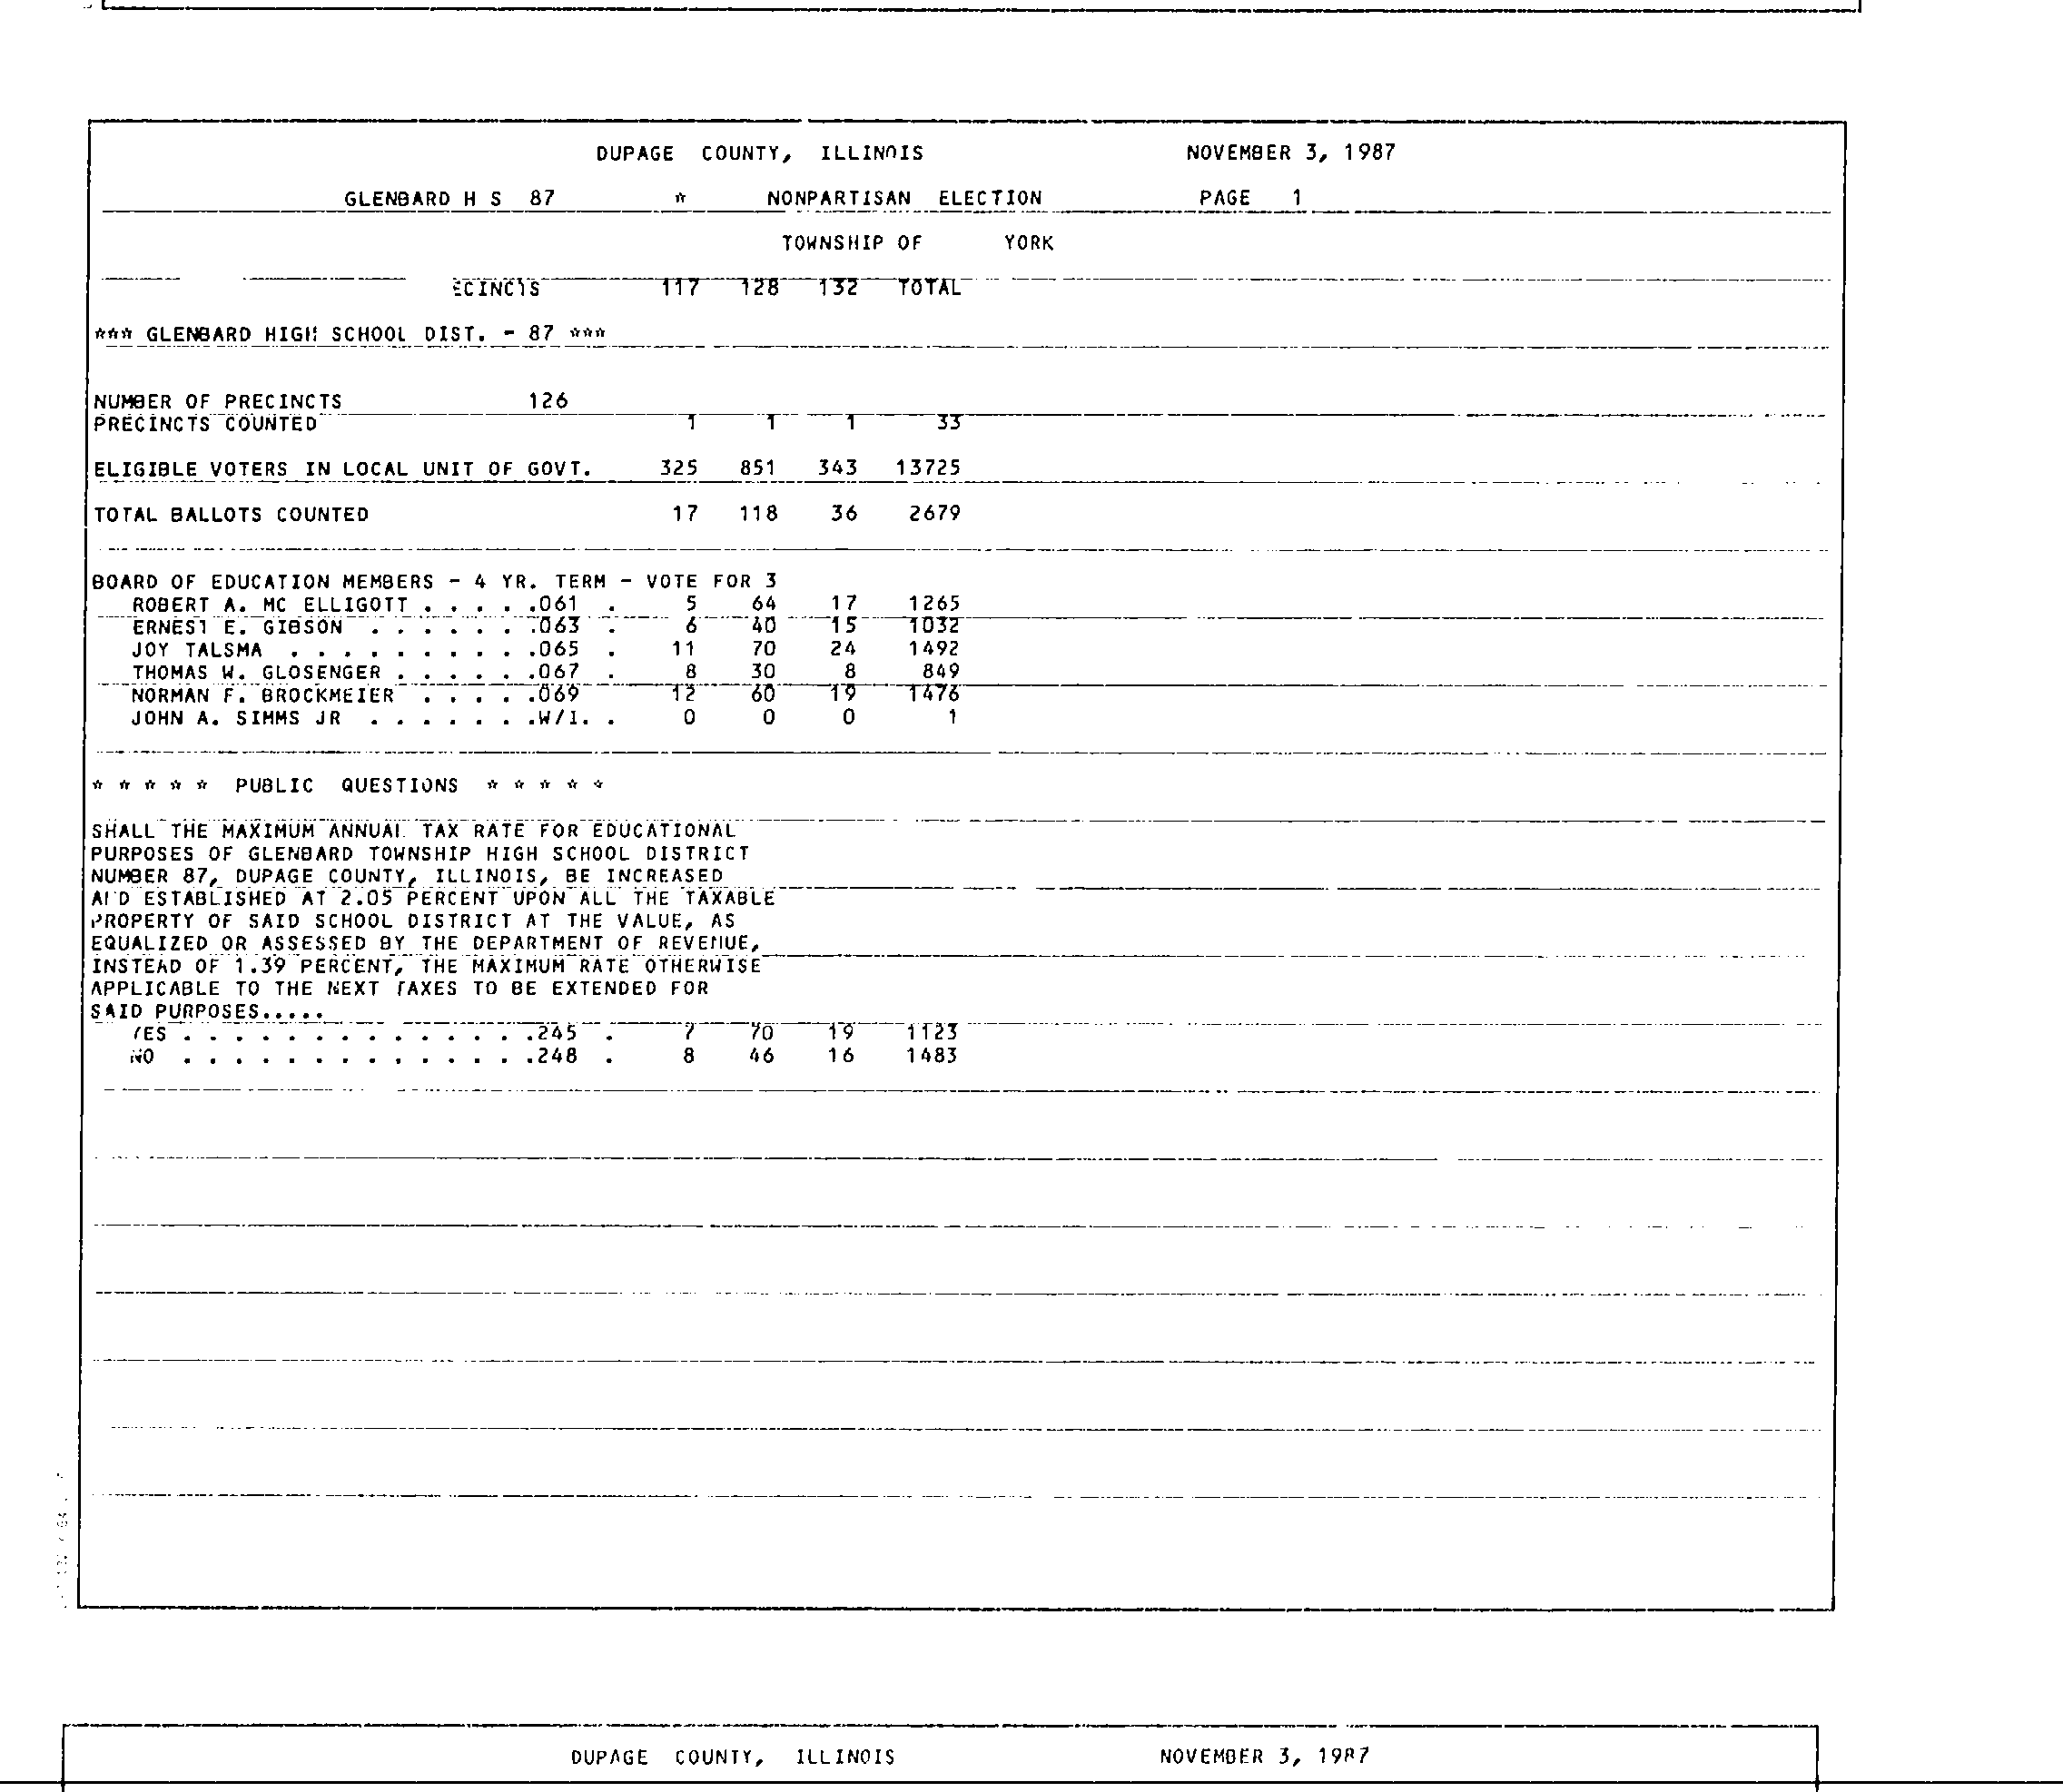 DUPAGE COUNTY, ILLINOIS NOVEMBER 3, 1987
GLENBARD H S 87 * NONPARTISAN ELECTION PAGE 1
TOWNSHIP OF YORK
ECINCTS 117 128 132 TOTAL
*** GLENBARD HIGH SCHOOL DIST. - 87 ***
NUMBER OF PRECINCTS 126
PRECINCTS COUNTED 1 1 1 33
ELIGIBLE VOTERS IN LOCAL UNIT OF GOVT. 325 851 343 13725
TOTAL BALLOTS COUNTED 17 118 36 2679
BOARD OF EDUCATION MEMBERS - 4 YR. TERM - VOTE FOR 3
ROBERT A. MC ELLIGOTT . . . . .061 . 5 64 17 1265
ERNEST E. GIBSON . . . . . . .063 . 6 40 15 1032
JOY TALSMA . . . . . . . . . .065 . 11 70 24 1492
THOMAS W. GLOSENGER . . . . . .067 . 8 30 8 849
NORMAN F. BROCKMEIER . . . . .069 12 60 19 1476
JOHN A. SIMMS JR . . . . . . .W/I. . 0 0 0 1
* * * * * PUBLIC QUESTIONS * * * * *
SHALL THE MAXIMUM ANNUAL TAX RATE FOR EDUCATIONAL
PURPOSES OF GLENBARD TOWNSHIP HIGH SCHOOL DISTRICT
NUMBER 87, DUPAGE COUNTY, ILLINOIS, BE INCREASED
AND ESTABLISHED AT 2.05 PERCENT UPON ALL THE TAXABLE
PROPERTY OF SAID SCHOOL DISTRICT AT THE VALUE, AS
EQUALIZED OR ASSESSED BY THE DEPARTMENT OF REVENUE,
INSTEAD OF 1.39 PERCENT, THE MAXIMUM RATE OTHERWISE
APPLICABLE TO THE NEXT TAXES TO BE EXTENDED FOR
SAID PURPOSES.....
YES . . . . . . . . . . . . . .245 . 7 70 19 1123
NO . . . . . . . . . . . . . .248 . 8 46 16 1483
DUPAGE COUNTY, ILLINOIS NOVEMBER 3, 1987